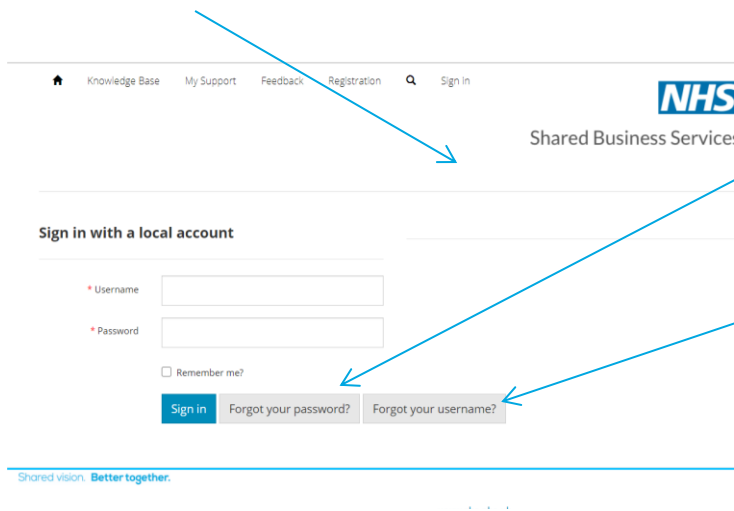 Knowledge Base My Support Feedback Registration Sign In
NHS
Shared Business Services
Sign in with a local account
* Username
* Password
Remember me?
Sign in Forgot your password? Forgot your username?
Shared vision. Better together.